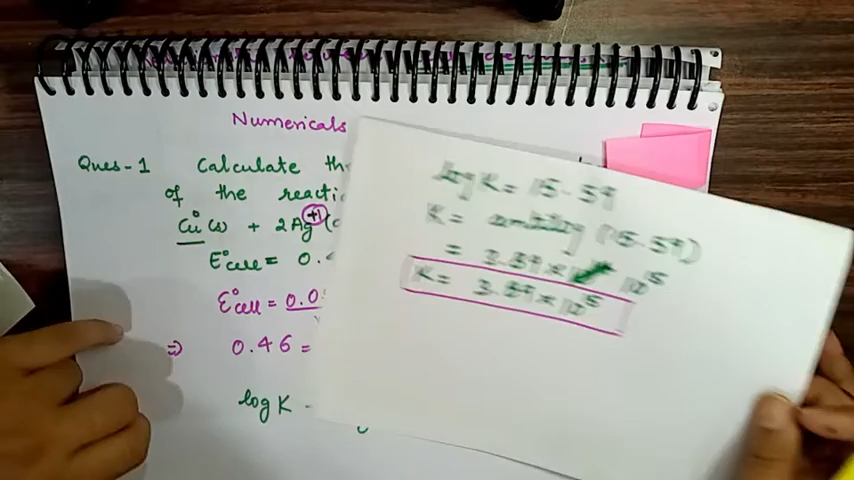 Numericals
Ques-1 Calculate the
of the reacti
Cu(s) + 2Ag+1(
E°cell = 0.4
E°cell = 0.0
⇒ 0.46 =
log K
log K = 15.59
K = antilog (15.59)
= 3.89 × 10^15
K = 3.89 × 10^15